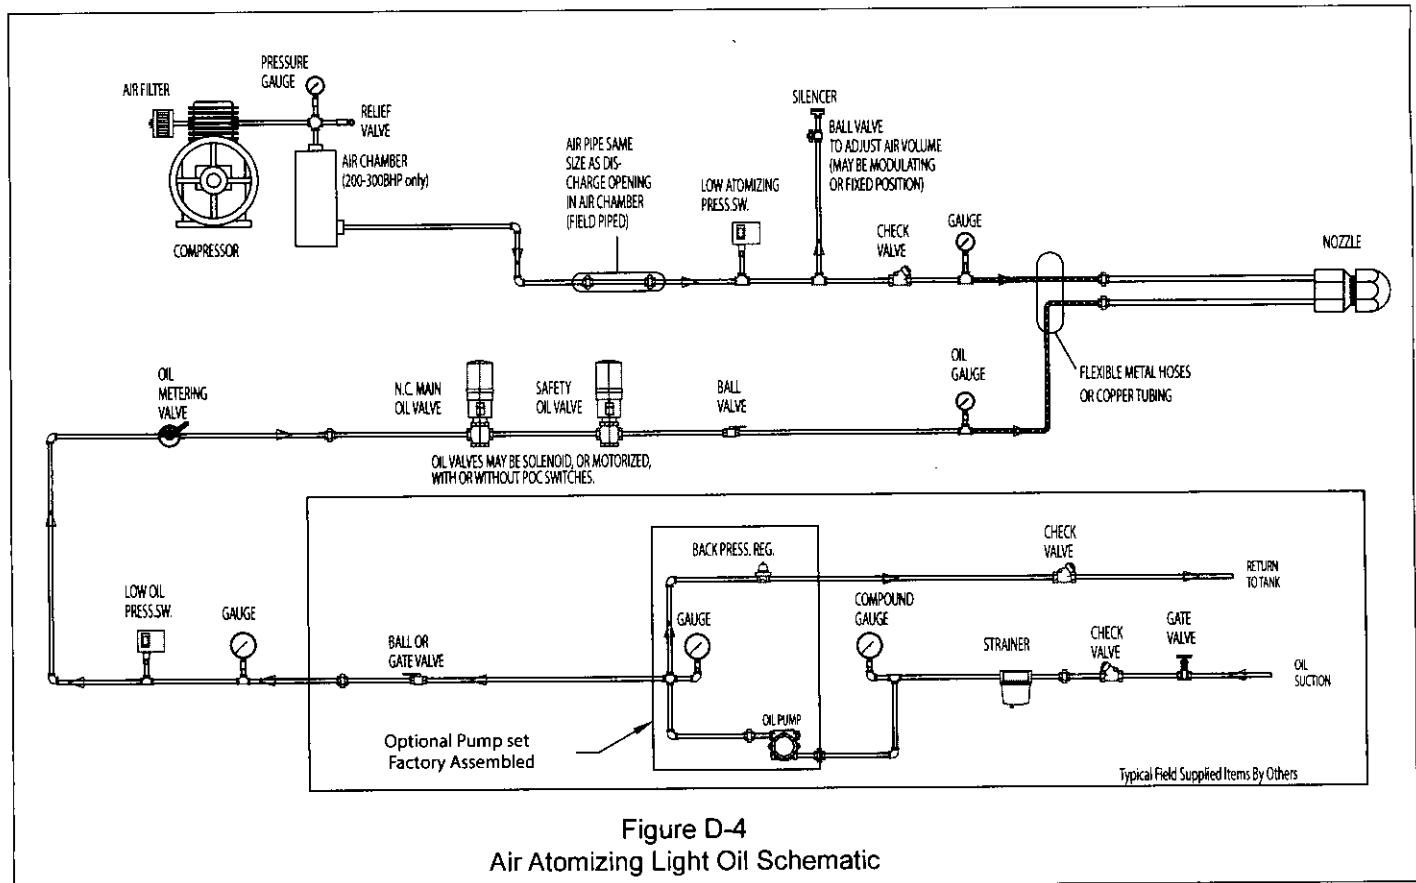 PRESSURE
GAUGE
AIR FILTER
RELIEF
VALVE
AIR CHAMBER
(200-300BHP only)
COMPRESSOR
AIR PIPE SAME
SIZE AS DIS-
CHARGE OPENING
IN AIR CHAMBER
(FIELD PIPED)
LOW ATOMIZING
PRESS.SW.
SILENCER
BALL VALVE
TO ADJUST AIR VOLUME
(MAY BE MODULATING
OR FIXED POSITION)
CHECK
VALVE
GAUGE
NOZZLE
FLEXIBLE METAL HOSES
OR COPPER TUBING
OIL
METERING
VALVE
N.C. MAIN
OIL VALVE
SAFETY
OIL VALVE
BALL
VALVE
OIL
GAUGE
OIL VALVES MAY BE SOLENOID, OR MOTORIZED,
WITH OR WITHOUT POC SWITCHES.
BACK PRESS. REG.
CHECK
VALVE
RETURN
TO TANK
LOW OIL
PRESS.SW.
GAUGE
BALL OR
GATE VALVE
GAUGE
COMPOUND
GAUGE
STRAINER
CHECK
VALVE
GATE
VALVE
OIL
SUCTION
OIL PUMP
Optional Pump set
Factory Assembled
Typical Field Supplied Items By Others
Figure D-4
Air Atomizing Light Oil Schematic